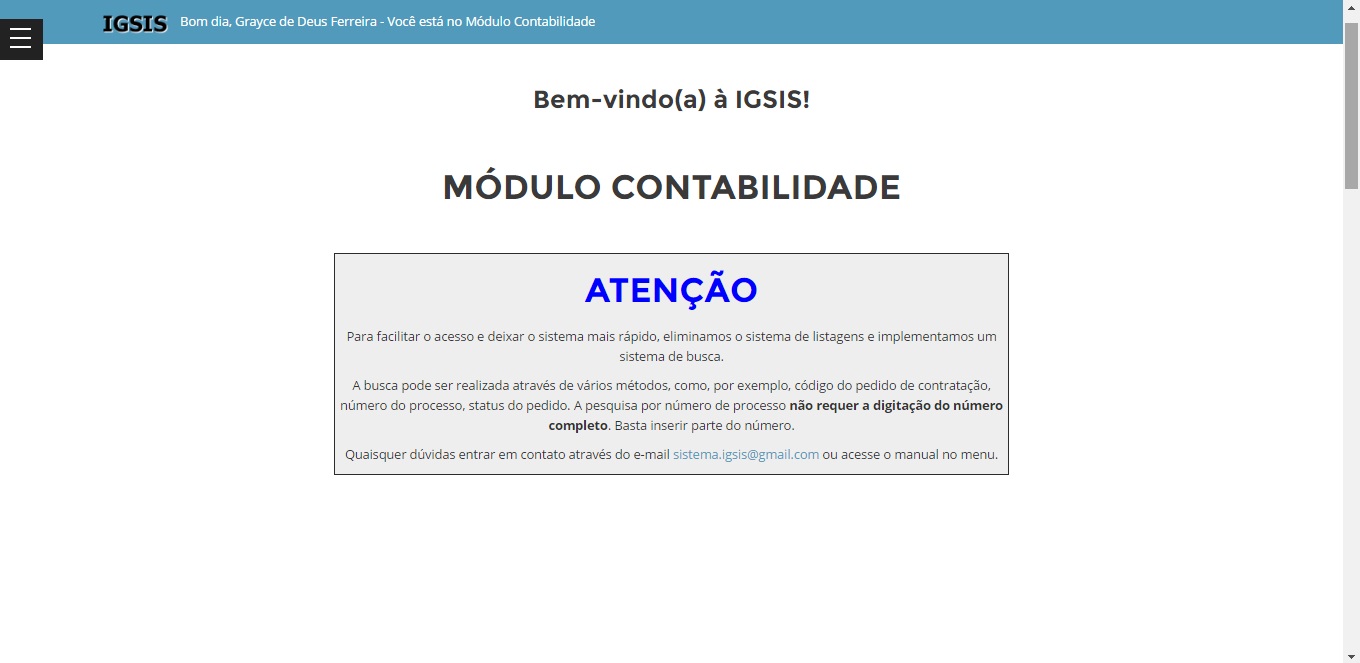 IGSIS Bom dia, Grayce de Deus Ferreira - Você está no Módulo Contabilidade
Bem-vindo(a) à IGSIS!
MÓDULO CONTABILIDADE
ATENÇÃO
Para facilitar o acesso e deixar o sistema mais rápido, eliminamos o sistema de listagens e implementamos um
sistema de busca.
A busca pode ser realizada através de vários métodos, como, por exemplo, código do pedido de contratação,
número do processo, status do pedido. A pesquisa por número de processo não requer a digitação do número
completo. Basta inserir parte do número.
Quaisquer dúvidas entrar em contato através do e-mail sistema.igsis@gmail.com ou acesse o manual no menu.